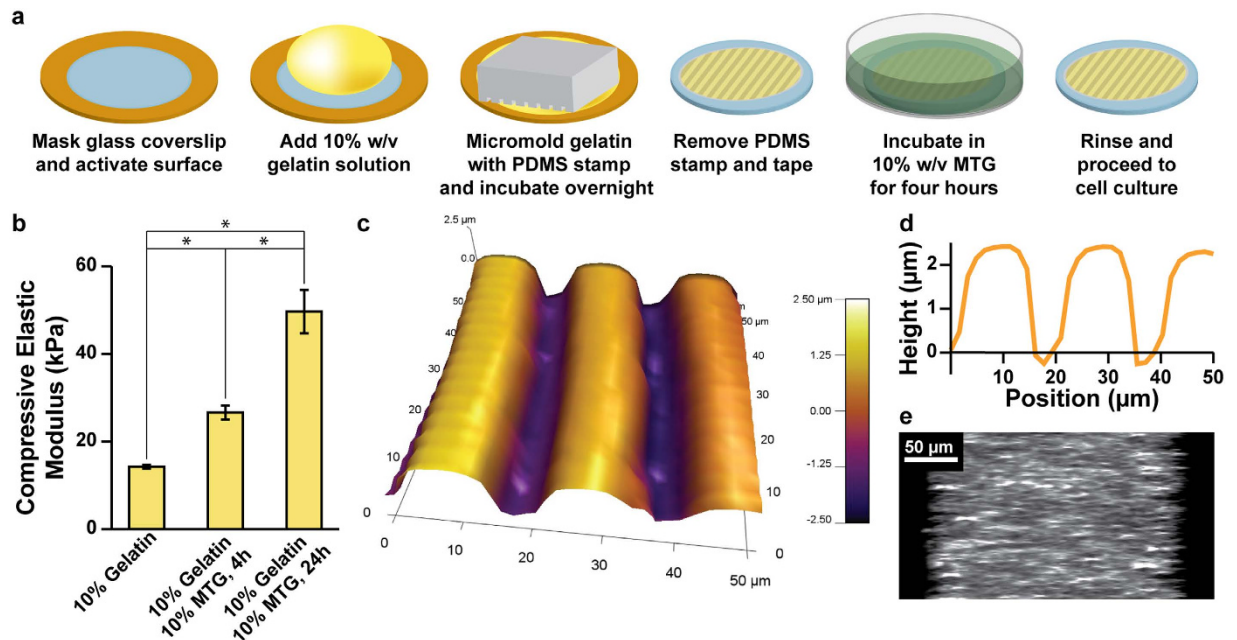 a
Mask glass coverslip
and activate surface
Add 10% w/v
gelatin solution
Micromold gelatin
with PDMS stamp
and incubate overnight
Remove PDMS
stamp and tape
Incubate in
10% w/v MTG
for four hours
Rinse and
proceed to
cell culture
b
Compressive Elastic
Modulus (kPa)
60
40
20
0
*
*
*
10% Gelatin
10% Gelatin
10% MTG, 4h
10% Gelatin
10% MTG, 24h
c
2.5 µm
0.0
50
40
30
20
10
0
0
10
20
30
40
50 µm
50 µm
40
30
20
10
0
2.50 µm
1.25
0.00
-1.25
-2.50
d
Height (µm)
2
1
0
10
20
30
40
50
Position (µm)
e
50 µm